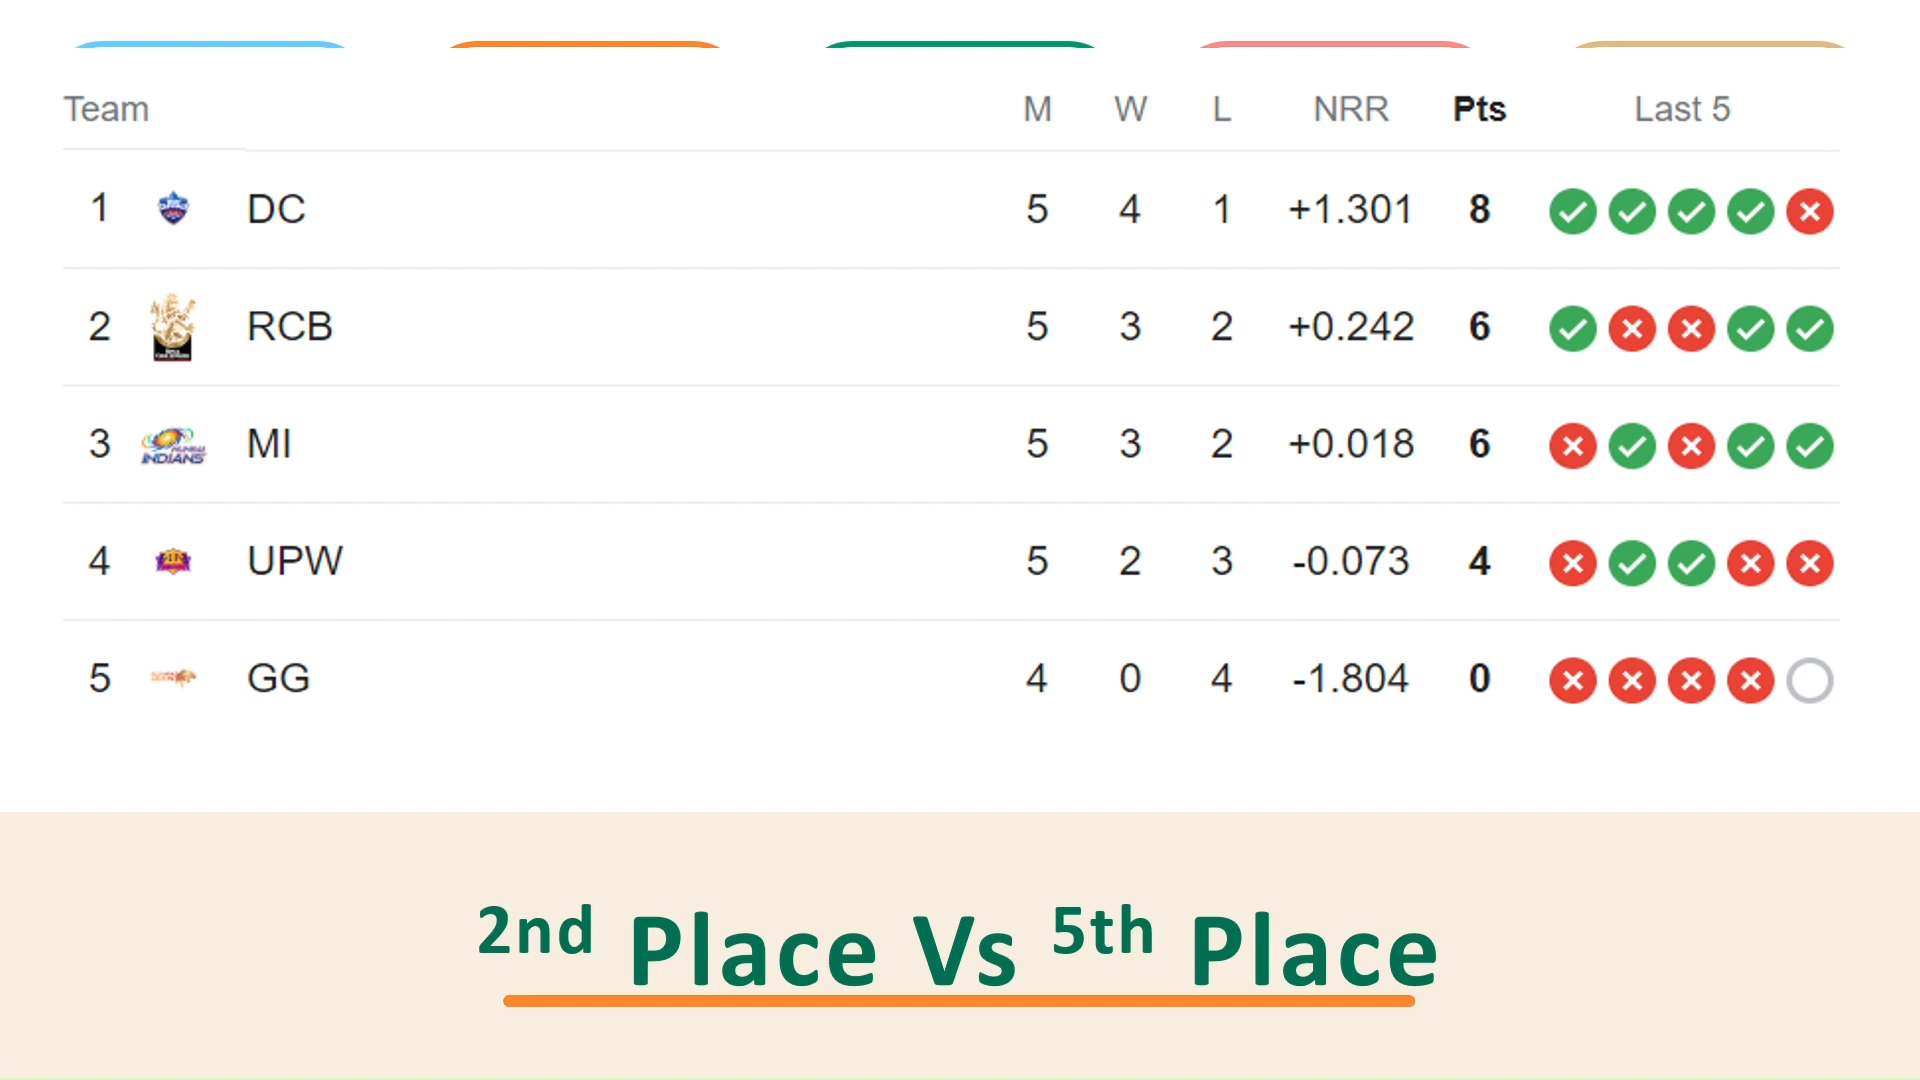 Team M W L NRR Pts Last 5
1 DC 5 4 1 +1.301 8
2 RCB 5 3 2 +0.242 6
3 INDIANS MI 5 3 2 +0.018 6
4 UPW 5 2 3 -0.073 4
5 GG 4 0 4 -1.804 0
2nd Place Vs 5th Place